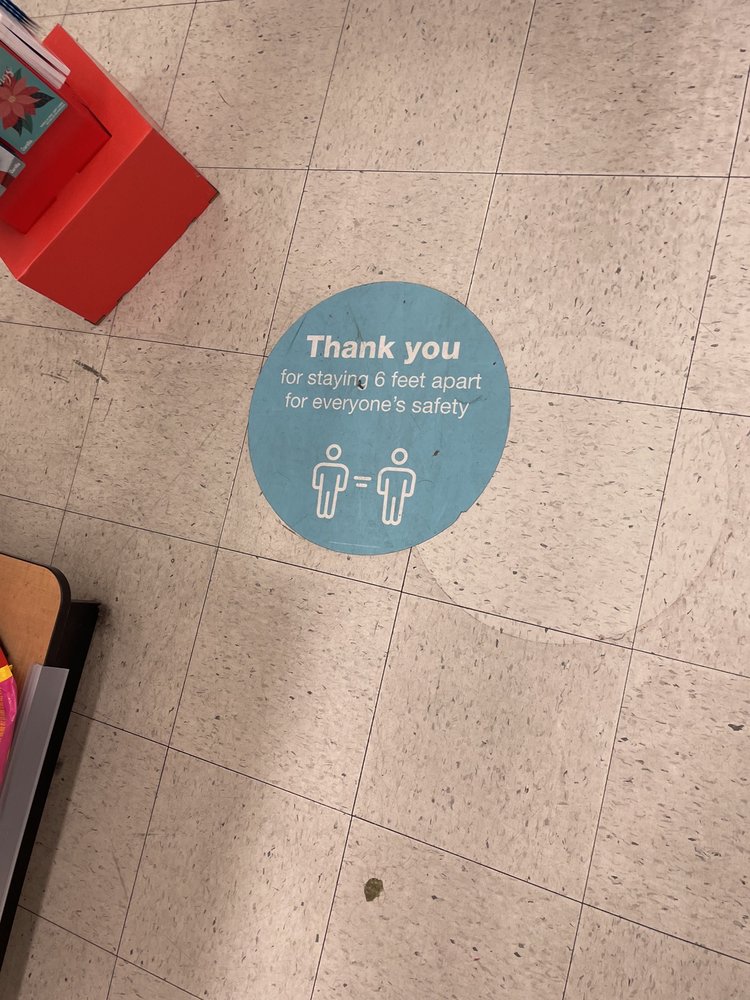 Thank you
for staying 6 feet apart
for everyone's safety